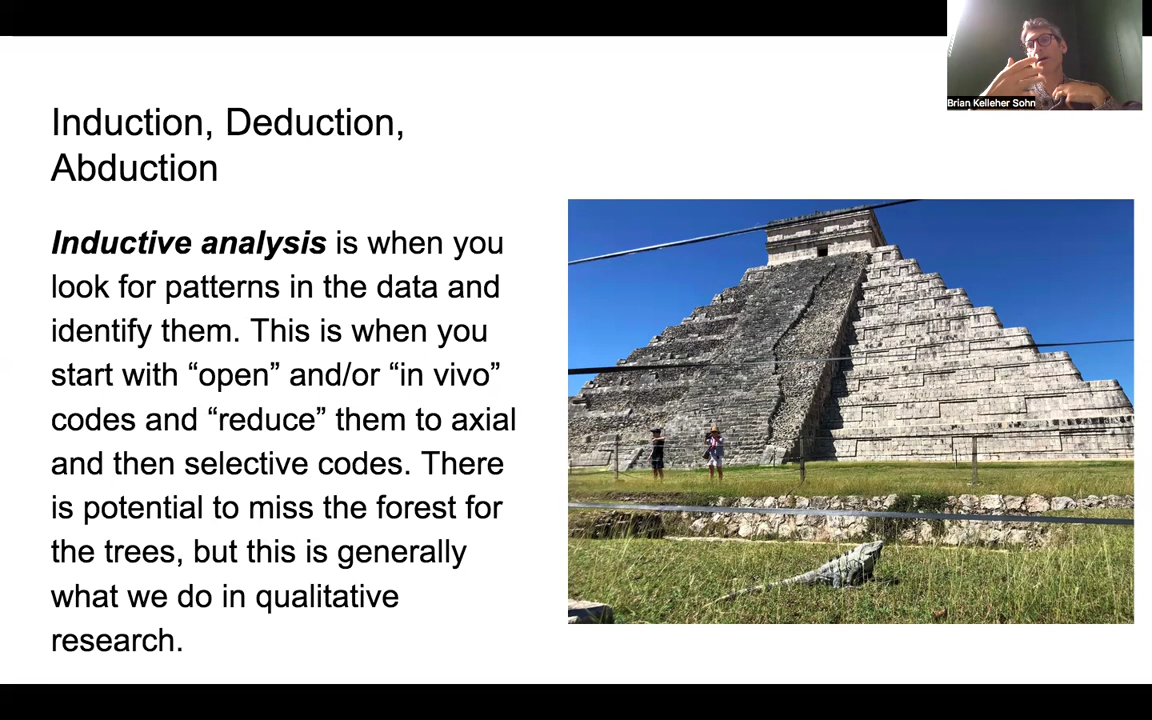 Brian Kelleher Sohn
Induction, Deduction,
Abduction
Inductive analysis is when you
look for patterns in the data and
identify them. This is when you
start with “open” and/or “in vivo”
codes and “reduce” them to axial
and then selective codes. There
is potential to miss the forest for
the trees, but this is generally
what we do in qualitative
research.